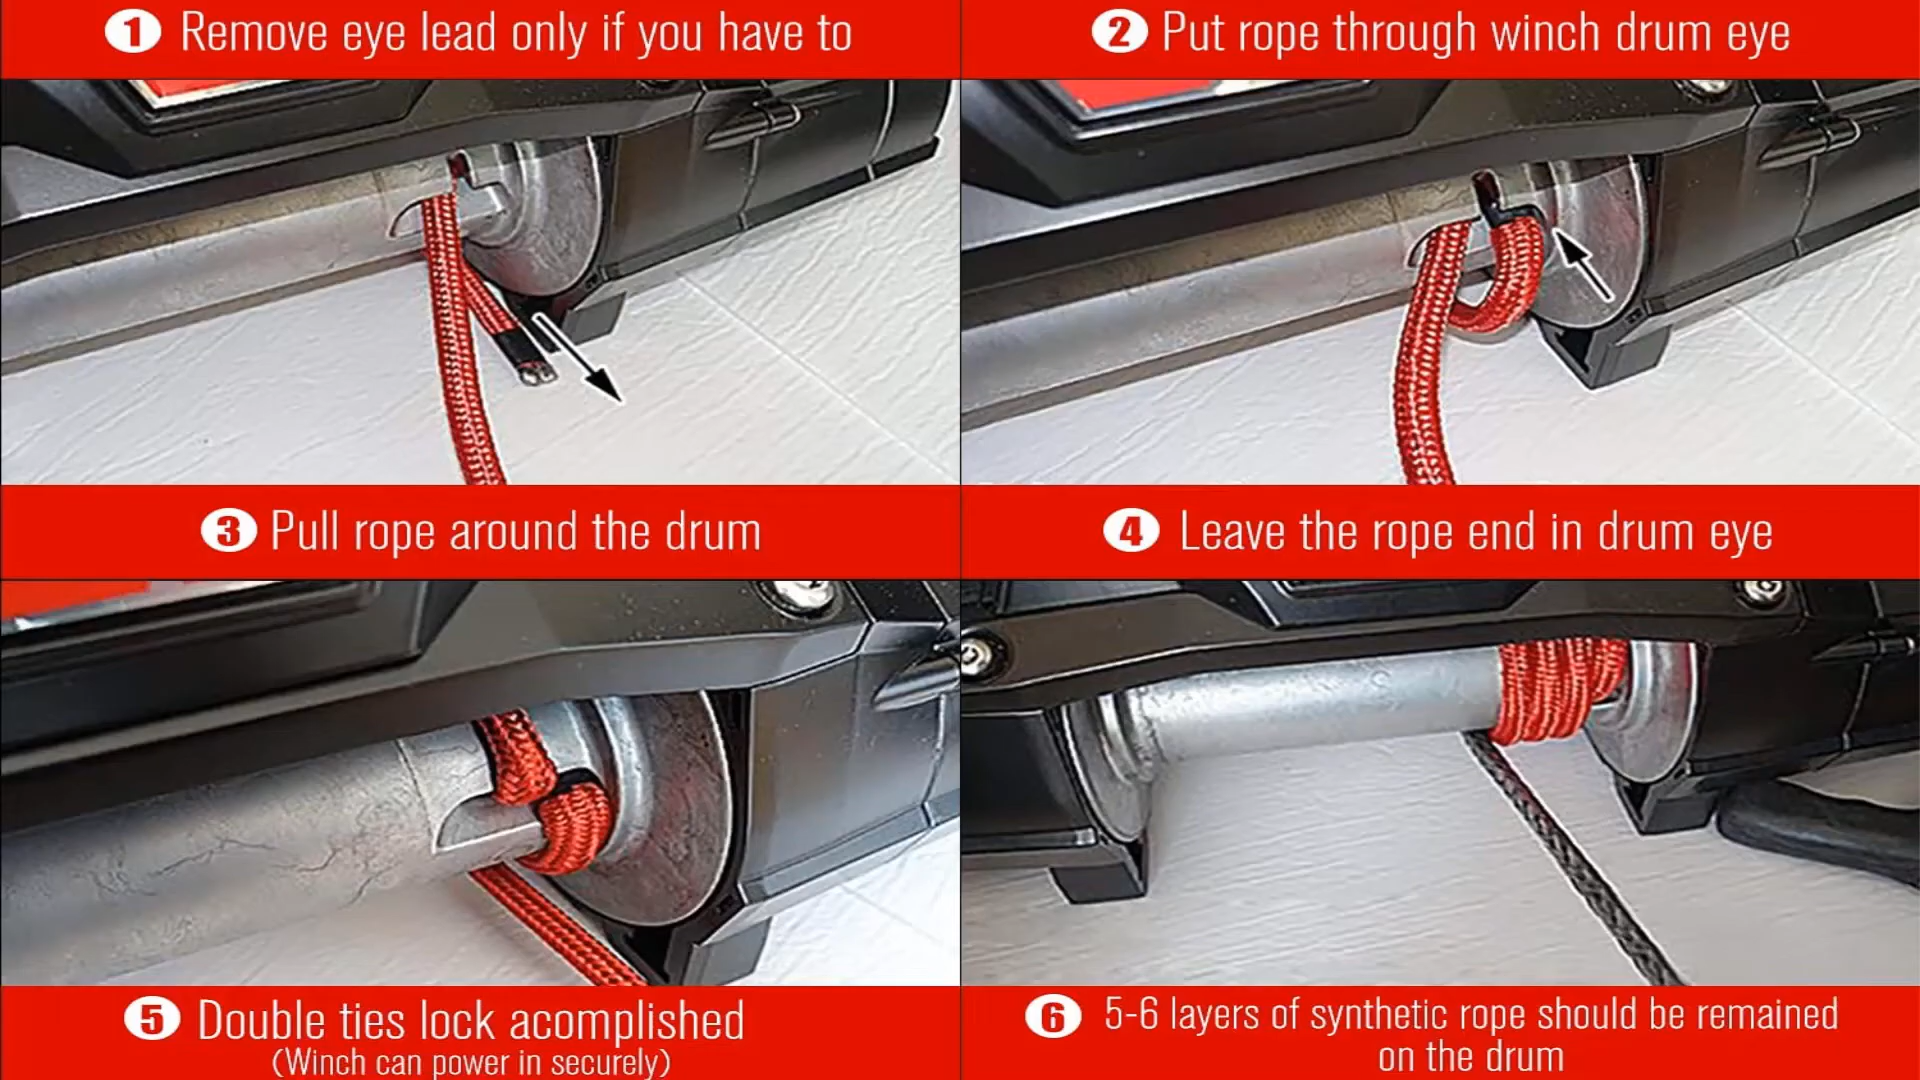 1 Remove eye lead only if you have to
2 Put rope through winch drum eye
3 Pull rope around the drum
4 Leave the rope end in drum eye
5 Double ties lock acomplished
(Winch can power in securely)
6 5-6 layers of synthetic rope should be remained
on the drum